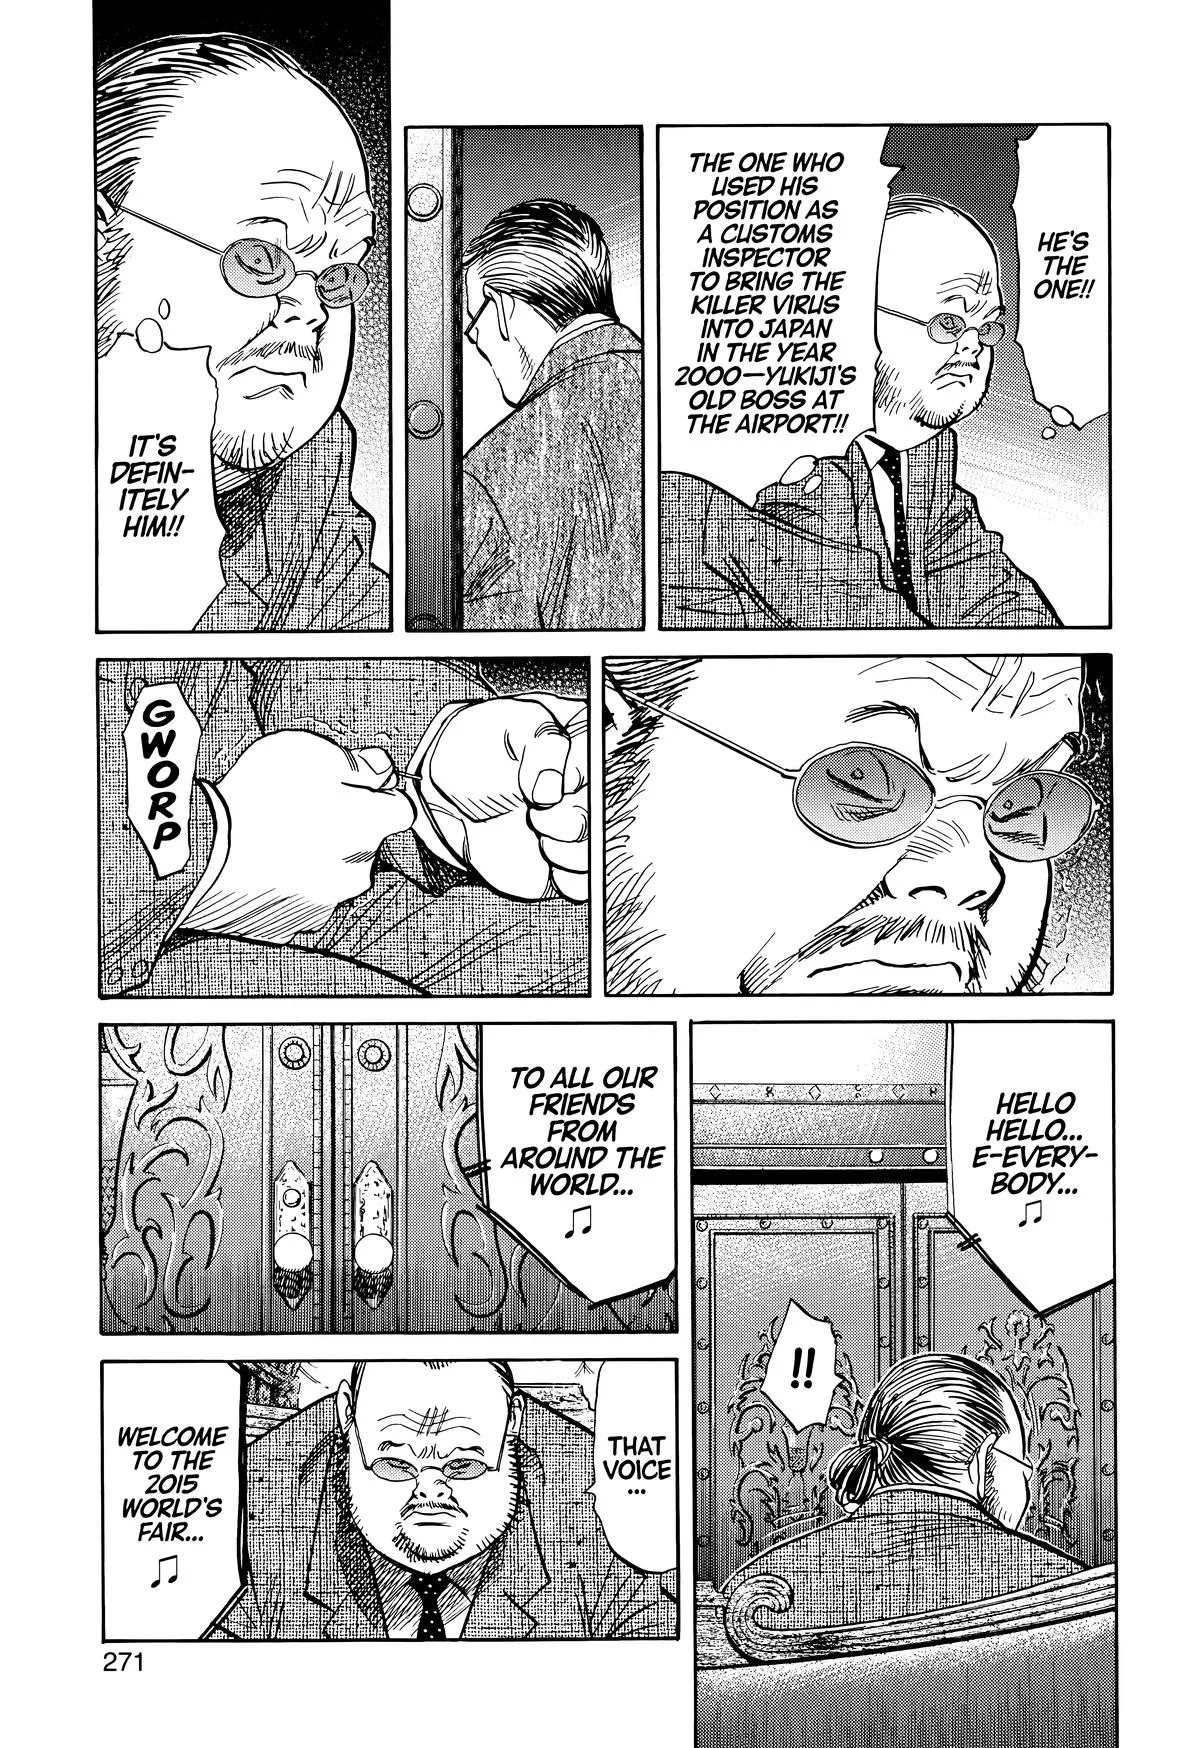 HE'S
THE
ONE!!
THE ONE WHO
USED HIS
POSITION AS
A CUSTOMS
INSPECTOR
TO BRING THE
KILLER VIRUS
INTO JAPAN
IN THE YEAR
2000—YUKIJI'S
OLD BOSS AT
THE AIRPORT!!
IT'S
DEFIN-
ITELY
HIM!!
GWORP
HELLO
HELLO...
E-EVERY-
BODY...
♫
!!
TO ALL OUR
FRIENDS
FROM
AROUND THE
WORLD...
♫
THAT
VOICE
...
WELCOME
TO THE
2015
WORLD'S
FAIR...
♫
271